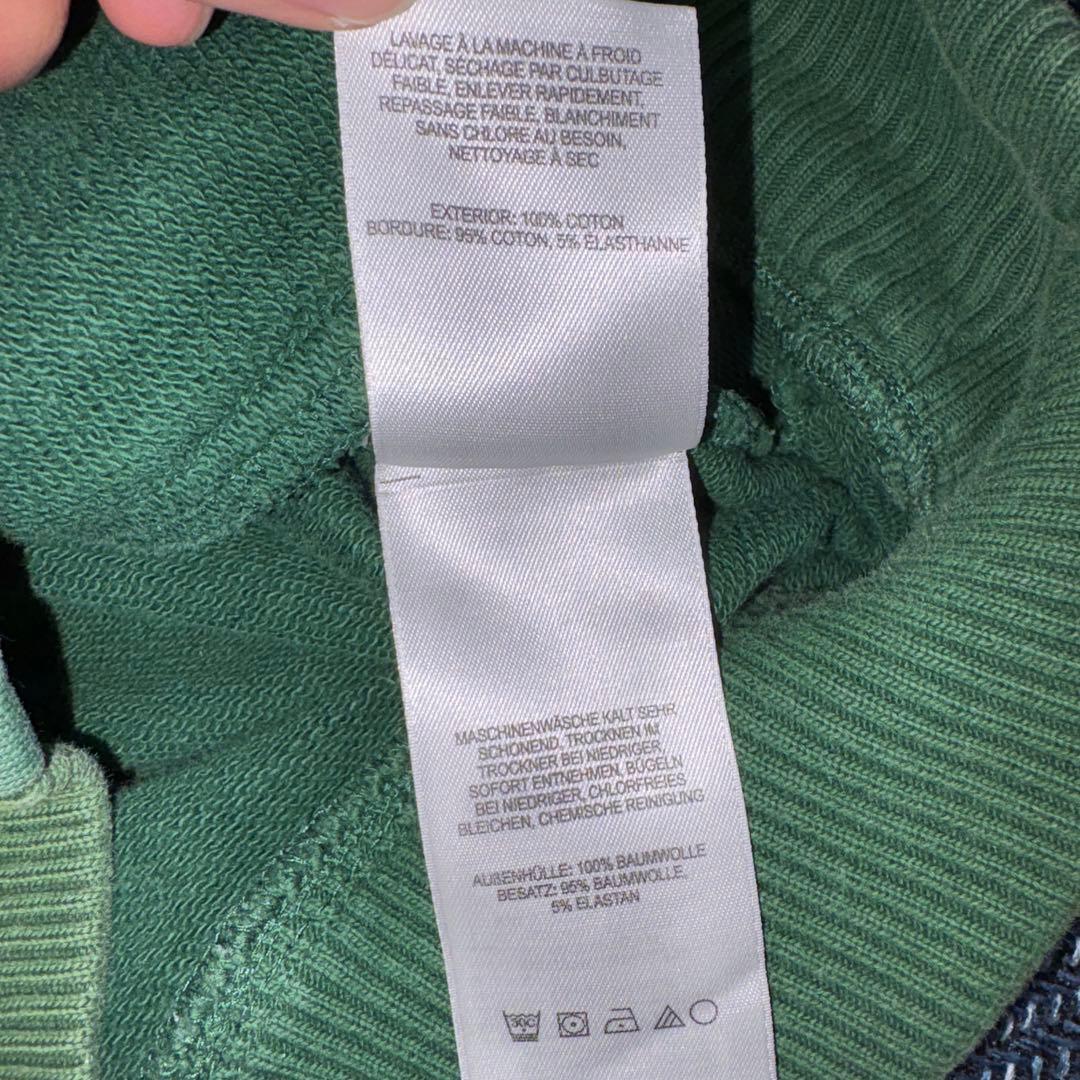 LAVAGE À LA MACHINE À FROID
DÉLICAT, SÉCHAGE PAR CULBUTAGE
FAIBLE, ENLEVER RAPIDEMENT,
REPASSAGE FAIBLE, BLANCHIMENT
SANS CHLORE AU BESOIN,
NETTOYAGE À SEC
EXTERIOR: 100% COTON
BORDURE: 95% COTON, 5% ELASTHANNE
MASCHINENWÄSCHE KALT SEHR
SCHONEND, TROCKNEN IM
TROCKNER BEI NIEDRIGER,
SOFORT ENTNEHMEN, BÜGELN
BEI NIEDRIGER, CHLORFREIES
BLEICHEN, CHEMISCHE REINIGUNG
AUßENHÜLLE: 100% BAUMWOLLE
BESATZ: 95% BAUMWOLLE,
5% ELASTAN
30C